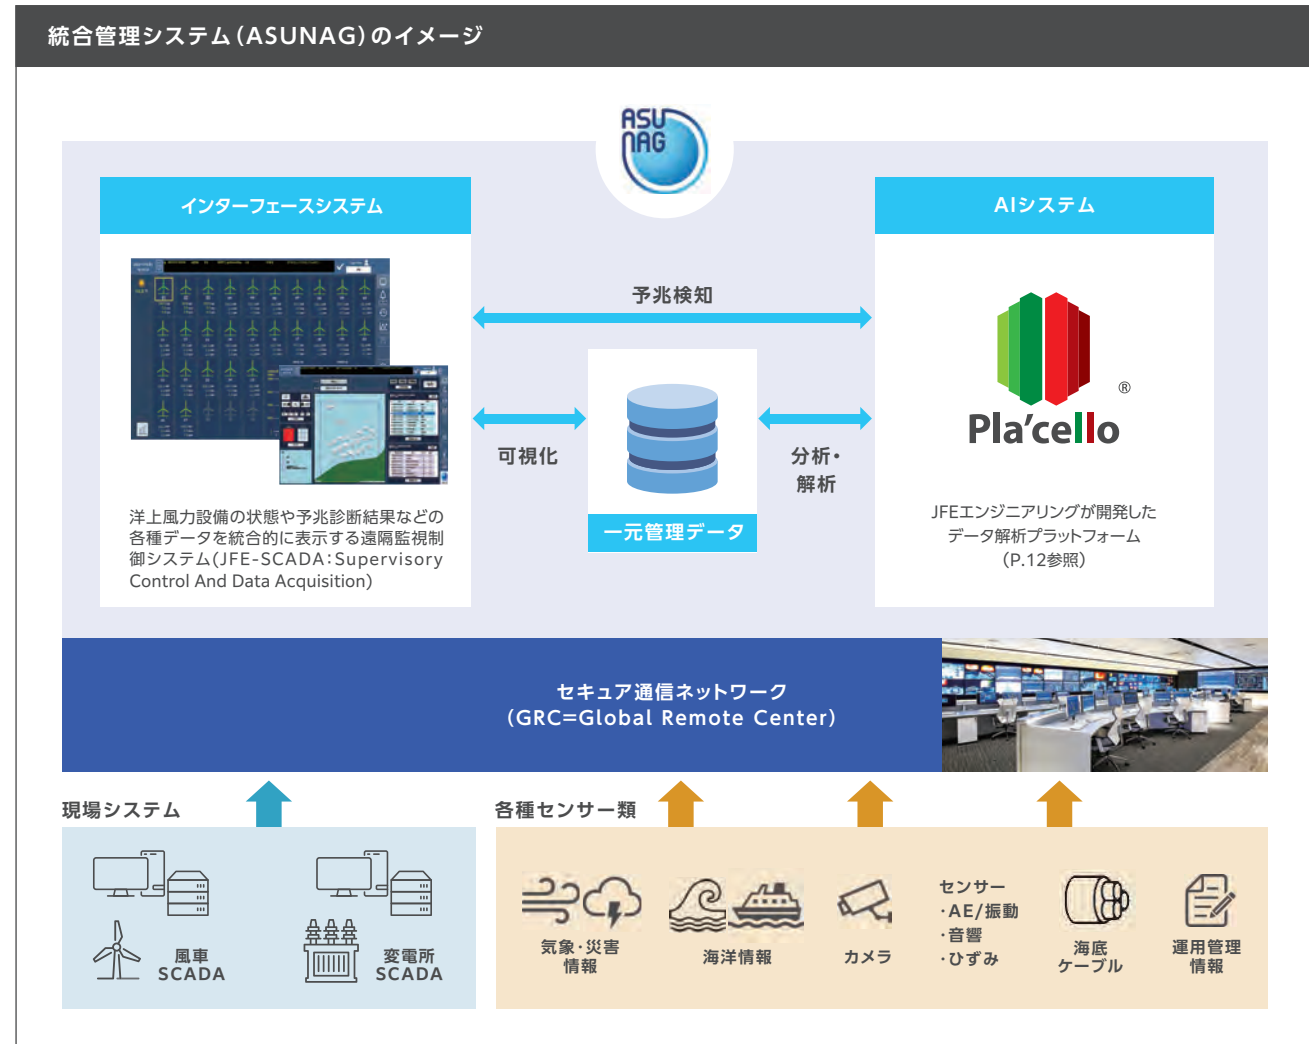 統合管理システム(ASUNAG)のイメージ
ASU
NAG
インターフェースシステム
AIシステム
予兆検知
可視化
分析・
解析
一元管理データ
Pla'cello
®
洋上風力設備の状態や予兆診断結果などの
各種データを統合的に表示する遠隔監視制
御システム(JFE-SCADA：Supervisory
Control And Data Acquisition)
JFEエンジニアリングが開発した
データ解析プラットフォーム
(P.12参照)
セキュア通信ネットワーク
(GRC=Global Remote Center)
現場システム
各種センサー類
風車
SCADA
変電所
SCADA
気象・災害
情報
海洋情報
カメラ
センサー
・AE/振動
・音響
・ひずみ
海底
ケーブル
運用管理
情報